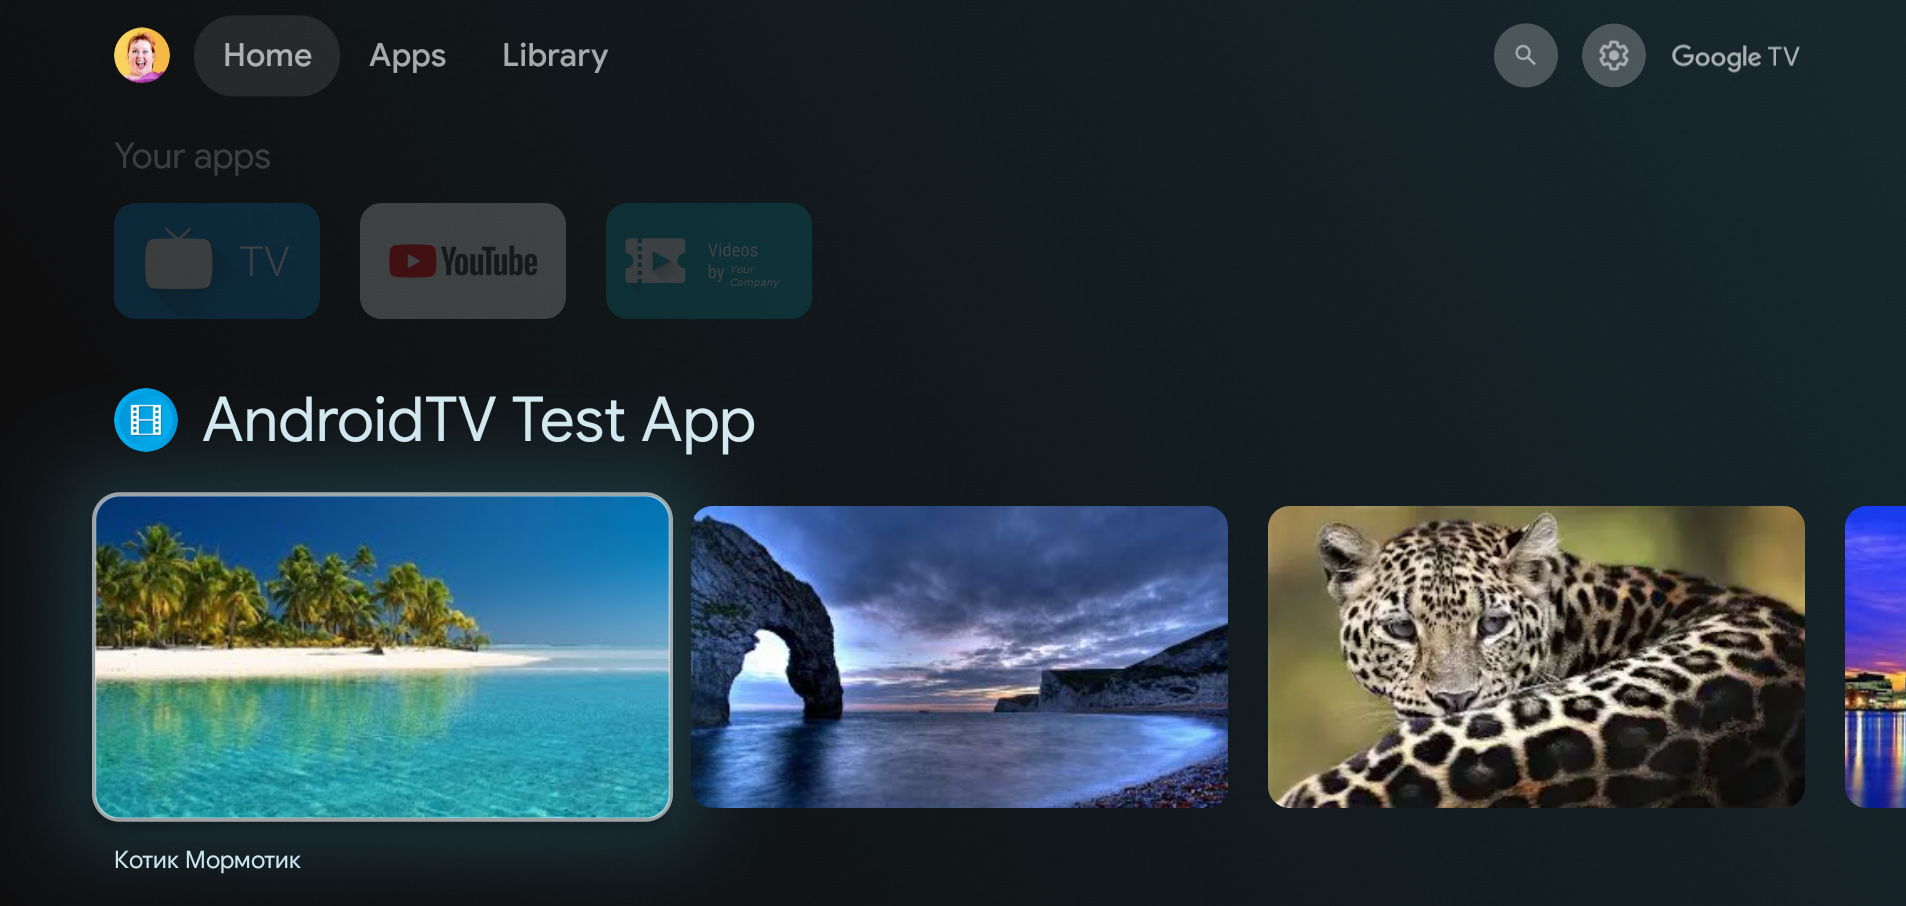 Home Apps Library Google TV
Your apps
TV
YouTube
Videos
by Your
Company
AndroidTV Test App
Котик Мормотик